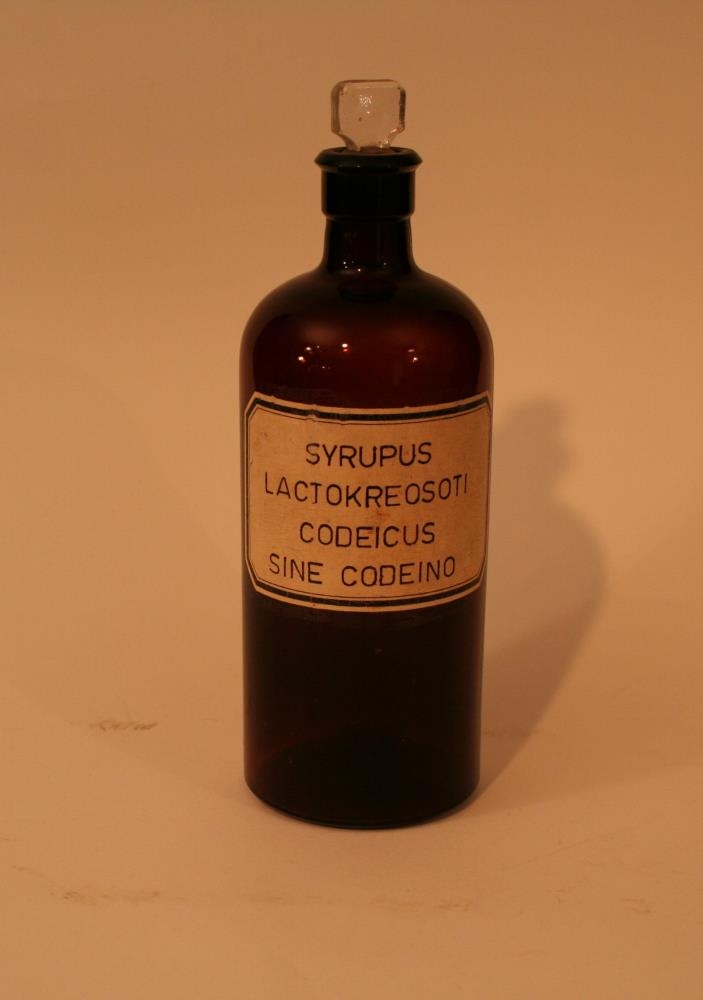 SYRUPUS
LACTOKREOSOTI
CODEICUS
SINE CODEINO